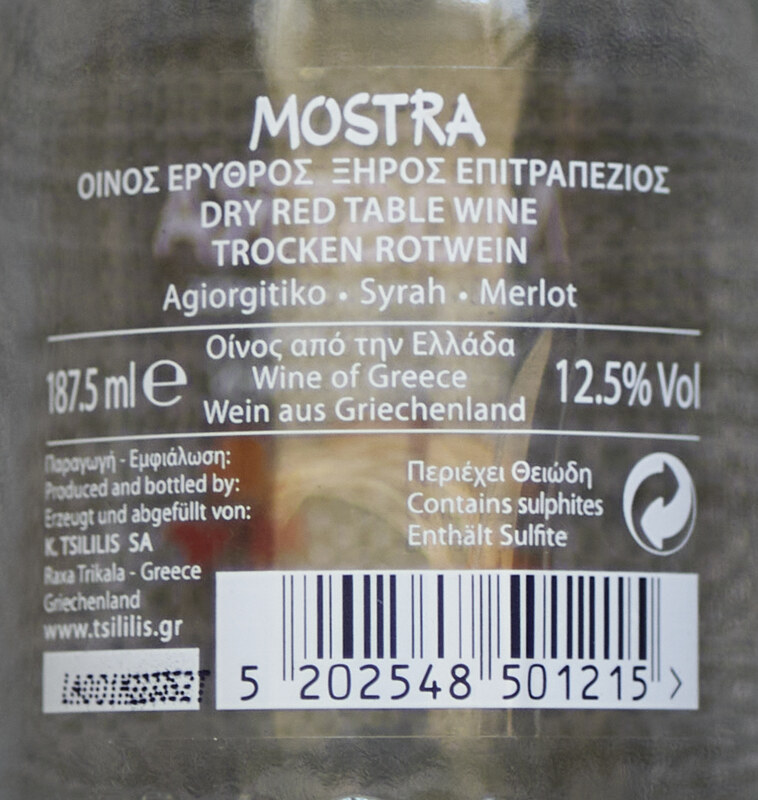 MOSTRA
ΟΙΝΟΣ ΕΡΥΘΡΟΣ ΞΗΡΟΣ ΕΠΙΤΡΑΠΕΖΙΟΣ
DRY RED TABLE WINE
TROCKEN ROTWEIN
Agiorgitiko • Syrah • Merlot
187.5 ml e
Οίνος από την Ελλάδα
Wine of Greece
Wein aus Griechenland
12.5% Vol
Παραγωγή - Εμφιάλωση:
Produced and bottled by:
Erzeugt und abgefüllt von:
K. TSILILIS SA
Raxa Trikala - Greece
Griechenland
www.tsililis.gr
Περιέχει Θειώδη
Contains sulphites
Enthält Sulfite
5 202548 501215 >